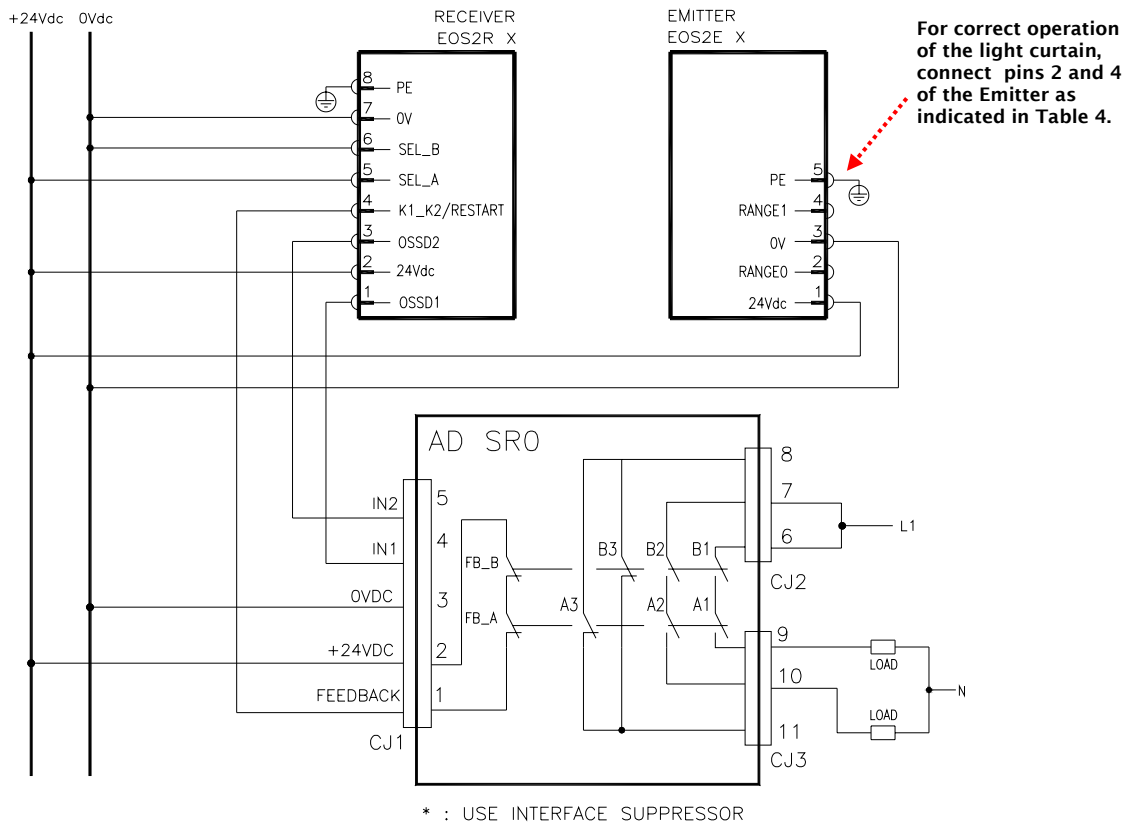 +24Vdc 0Vdc
RECEIVER
EOS2R X
8 PE
7 0V
6 SEL_B
5 SEL_A
4 K1_K2/RESTART
3 OSSD2
2 24Vdc
1 OSSD1
EMITTER
EOS2E X
PE 5
RANGE1 4
0V 3
RANGE0 2
24Vdc 1
For correct operation
of the light curtain,
connect pins 2 and 4
of the Emitter as
indicated in Table 4.
AD SR0
IN2 5
IN1 4
0VDC 3
+24VDC 2
FEEDBACK 1
CJ1
FB_B
FB_A
B3 B2 B1
A3 A2 A1
8
7
6
CJ2
L1
9
10
11
CJ3
LOAD
LOAD
N
* : USE INTERFACE SUPPRESSOR